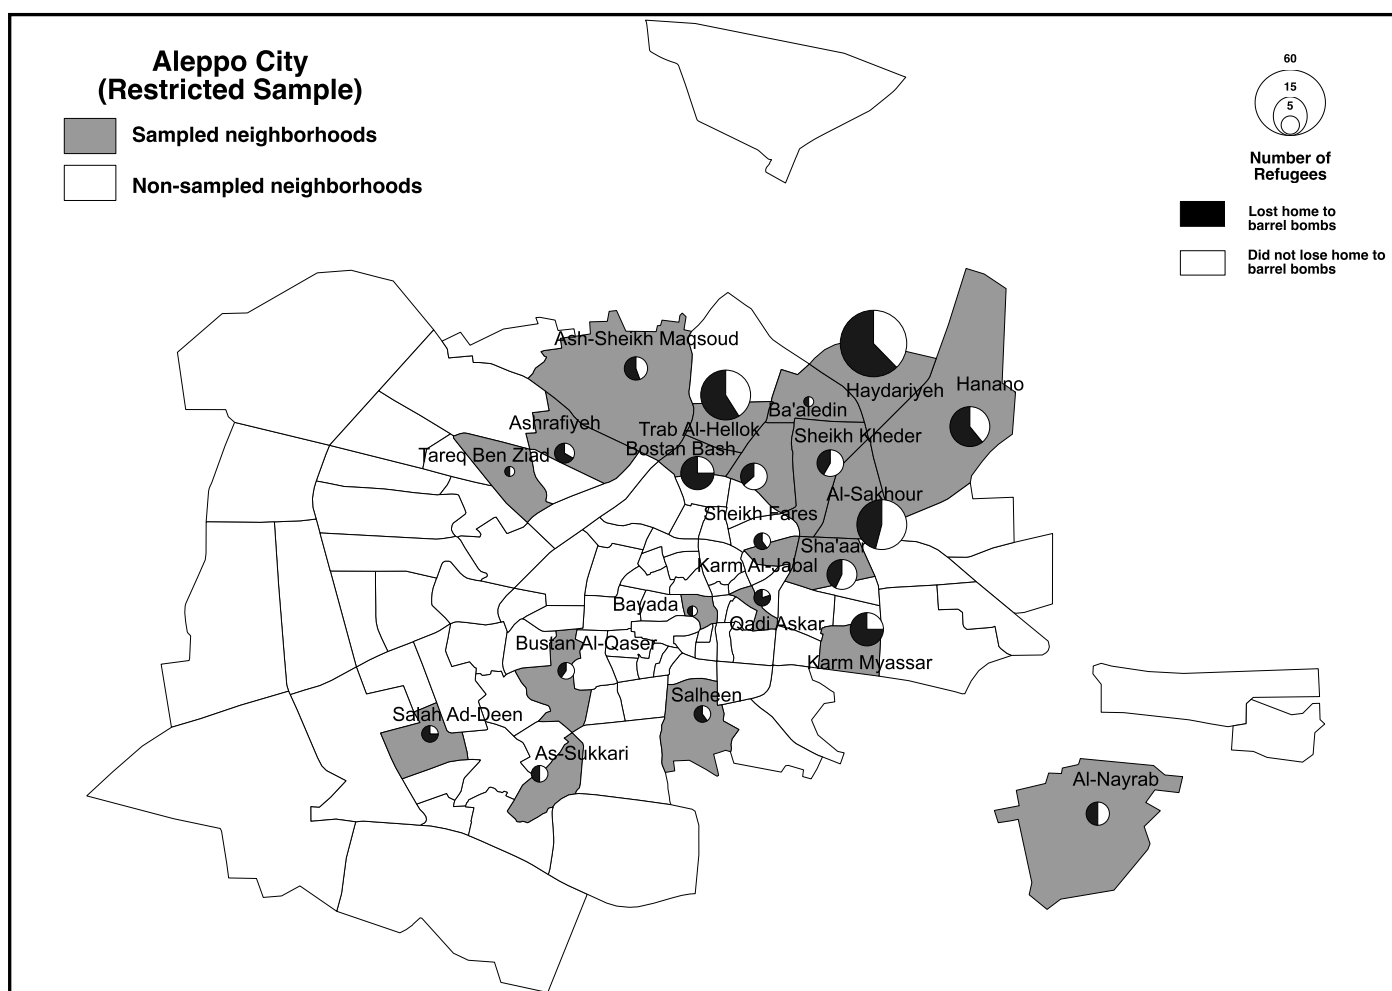 Aleppo City
(Restricted Sample)
Sampled neighborhoods
Non-sampled neighborhoods
60
15
5
Number of
Refugees
Lost home to
barrel bombs
Did not lose home to
barrel bombs
Ash-Sheikh Maqsoud
Haydariyeh
Hanano
Ba'aiedin
Ashrafiyeh
Trab Al-Hellok
Sheikh Kheder
Bostan Bash
Tareq Ben Ziad
Al-Sakhour
Sheikh Fares
Sha'aar
Karm Al-Jabal
Bayada
Qadi Askar
Bustan Al-Qaser
Karm Myassar
Salheen
Salah Ad-Deen
As-Sukkari
Al-Nayrab